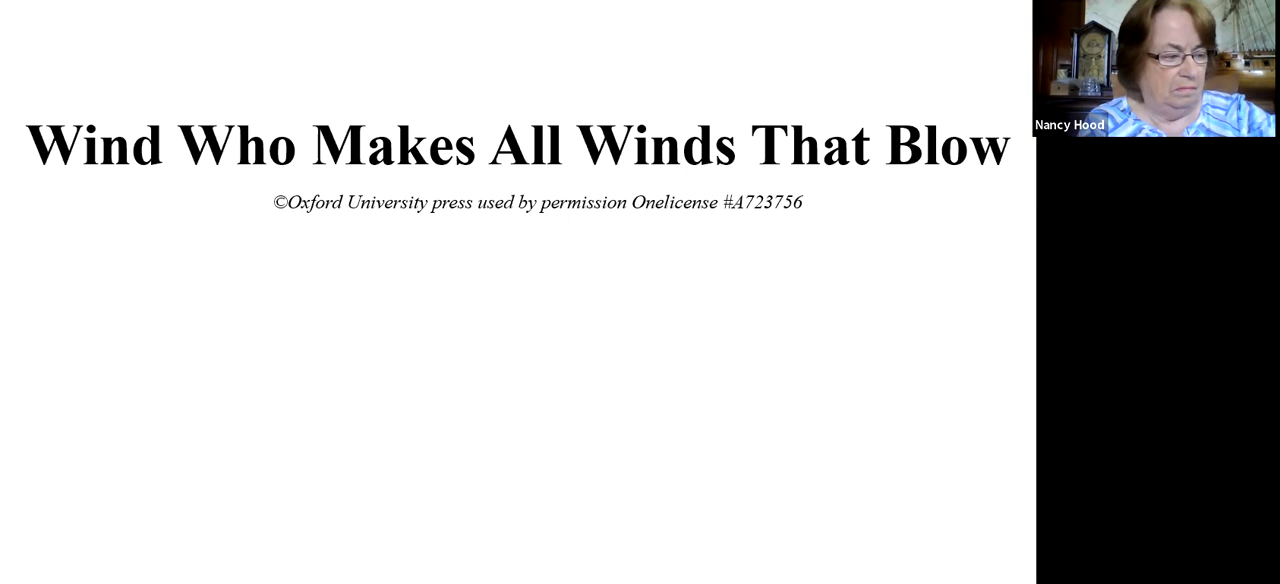 Wind Who Makes All Winds That Blow
©Oxford University press used by permission Onelicense #A723756
Nancy Hood